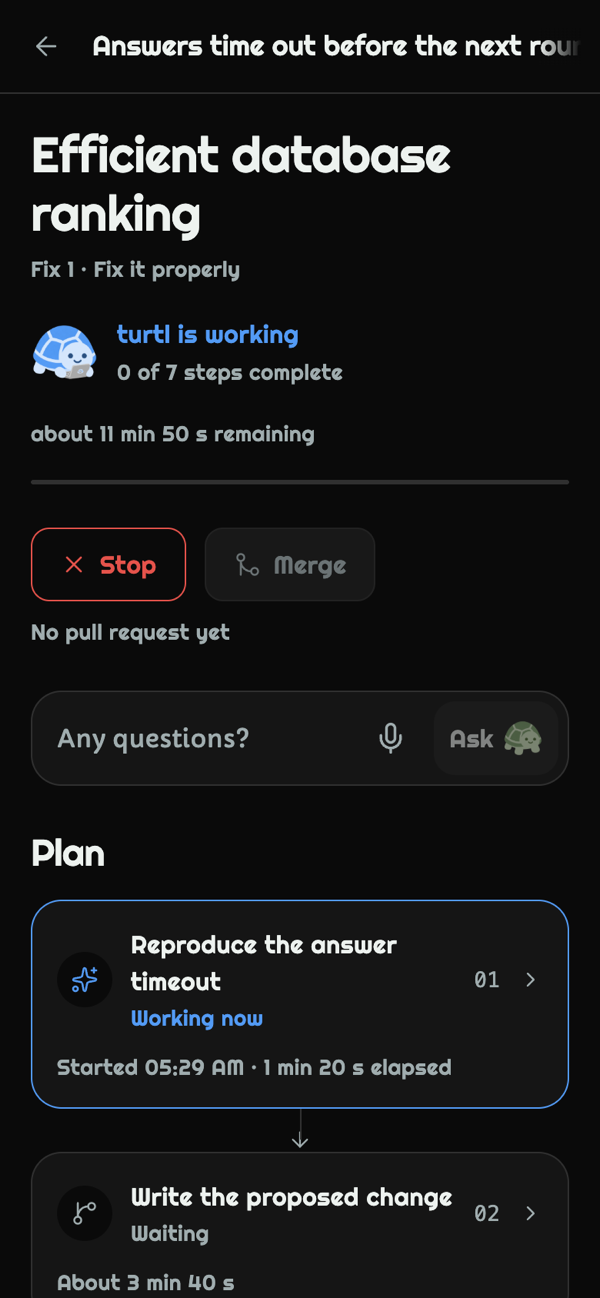 Answers time out before the next rour
Efficient database
ranking
Fix 1 · Fix it properly
turtl is working
0 of 7 steps complete
about 11 min 50 s remaining
Stop
Merge
No pull request yet
Any questions?
Ask
Plan
Reproduce the answer
timeout
01
Working now
Started 05:29 AM · 1 min 20 s elapsed
Write the proposed change
02
Waiting
About 3 min 40 s